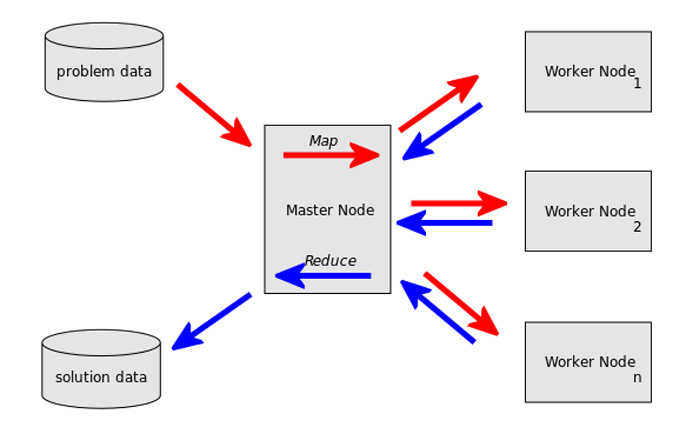 problem data
Worker Node
1
Map
Master Node
Worker Node
2
Reduce
solution data
Worker Node
n